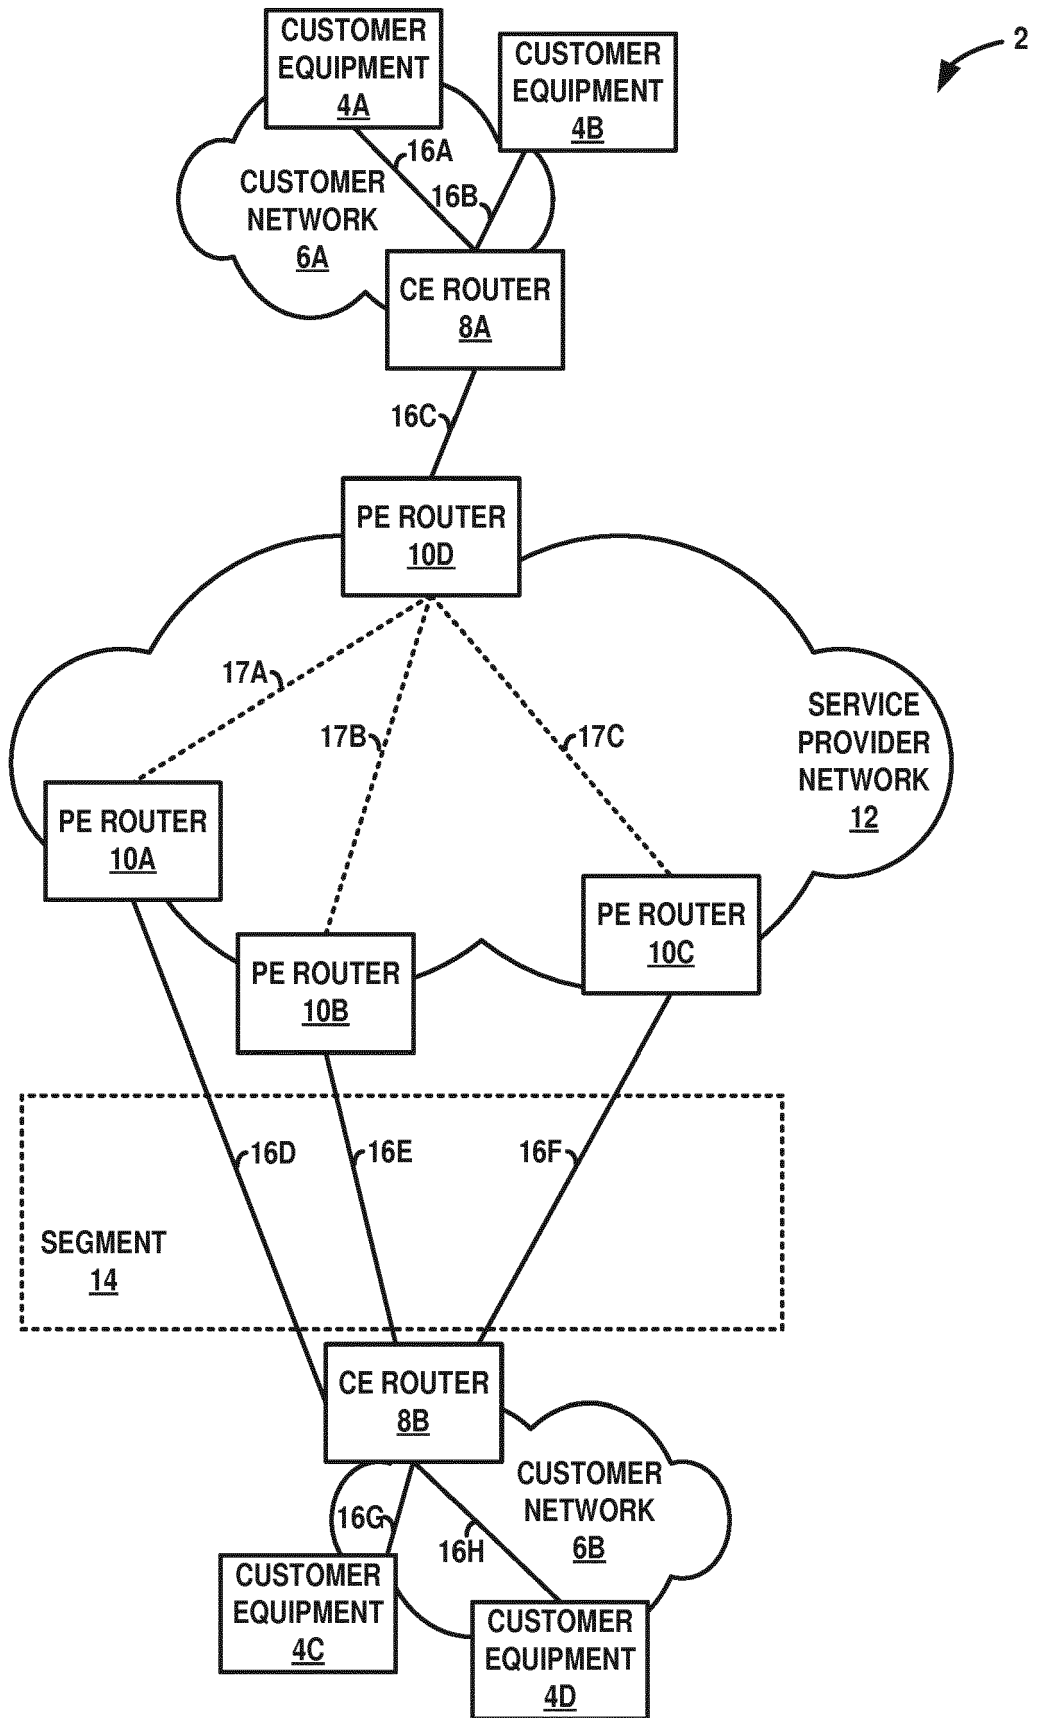 2
CUSTOMER
EQUIPMENT
4A
CUSTOMER
EQUIPMENT
4B
16A
16B
CUSTOMER
NETWORK
6A
CE ROUTER
8A
16C
PE ROUTER
10D
17A
17B
17C
SERVICE
PROVIDER
NETWORK
12
PE ROUTER
10A
PE ROUTER
10B
PE ROUTER
10C
16D
16E
16F
SEGMENT
14
CE ROUTER
8B
16G
16H
CUSTOMER
NETWORK
6B
CUSTOMER
EQUIPMENT
4C
CUSTOMER
EQUIPMENT
4D